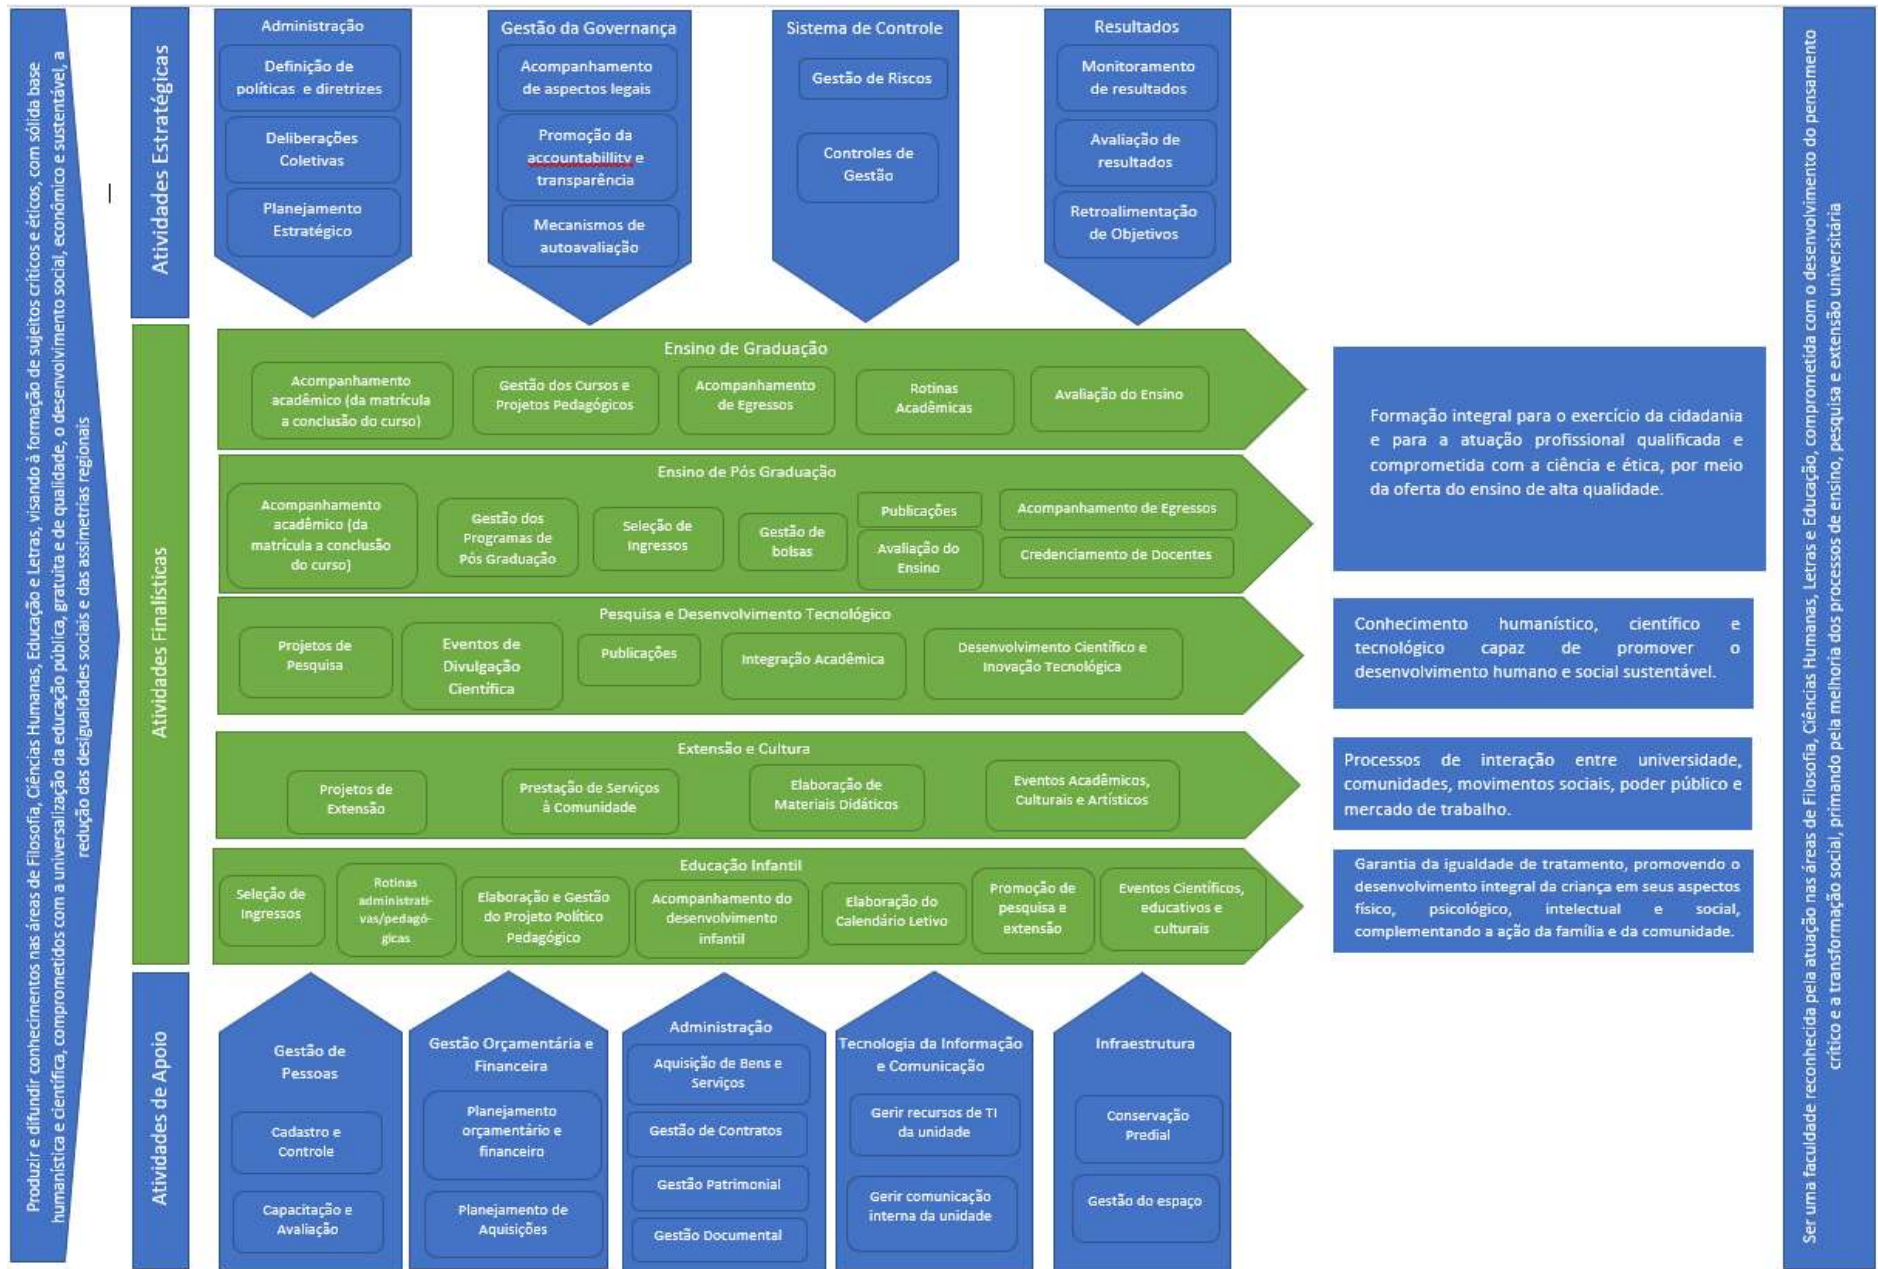 Produzir e difundir conhecimentos nas áreas de Filosofia, Ciências Humanas, Educação e Letras, visando à formação de sujeitos críticos e éticos, com sólida base
humanística e científica, comprometidos com a universalização da educação pública, gratuita e de qualidade, o desenvolvimento social, econômico e sustentável, a
redução das desigualdades sociais e das assimetrias regionais
Atividades Estratégicas
Administração
Definição de
políticas e diretrizes
Deliberações
Coletivas
Planejamento
Estratégico
Gestão da Governança
Acompanhamento
de aspectos legais
Promoção da
accountabillity e
transparência
Mecanismos de
autoavaliação
Sistema de Controle
Gestão de Riscos
Controles de
Gestão
Resultados
Monitoramento
de resultados
Avaliação de
resultados
Retroalimentação
de Objetivos
Atividades Finalísticas
Ensino de Graduação
Acompanhamento
acadêmico (da matrícula
a conclusão do curso)
Gestão dos Cursos e
Projetos Pedagógicos
Acompanhamento
de Egressos
Rotinas
Acadêmicas
Avaliação do Ensino
Ensino de Pós Graduação
Acompanhamento
acadêmico (da
matrícula a conclusão
do curso)
Gestão dos
Programas de
Pós Graduação
Seleção de
Ingressos
Gestão de
bolsas
Publicações
Avaliação do
Ensino
Acompanhamento de Egressos
Credenciamento de Docentes
Formação integral para o exercício da cidadania
e para a atuação profissional qualificada e
comprometida com a ciência e ética, por meio
da oferta do ensino de alta qualidade.
Pesquisa e Desenvolvimento Tecnológico
Projetos de
Pesquisa
Eventos de
Divulgação
Científica
Publicações
Integração Acadêmica
Desenvolvimento Científico e
Inovação Tecnológica
Conhecimento humanístico, científico e
tecnológico capaz de promover o
desenvolvimento humano e social sustentável.
Extensão e Cultura
Projetos de
Extensão
Prestação de Serviços
à Comunidade
Elaboração de
Materiais Didáticos
Eventos Acadêmicos,
Culturais e Artísticos
Processos de interação entre universidade,
comunidades, movimentos sociais, poder público e
mercado de trabalho.
Educação Infantil
Seleção de
Ingressos
Rotinas
administrati-
vas/pedagó-
gicas
Elaboração e Gestão
do Projeto Político
Pedagógico
Acompanhamento do
desenvolvimento
infantil
Elaboração do
Calendário Letivo
Promoção de
pesquisa e
extensão
Eventos Científicos,
educativos e
culturais
Garantia da igualdade de tratamento, promovendo o
desenvolvimento integral da criança em seus aspectos
físico, psicológico, intelectual e social,
complementando a ação da família e da comunidade.
Atividades de Apoio
Gestão de
Pessoas
Cadastro e
Controle
Capacitação e
Avaliação
Gestão Orçamentária e
Financeira
Planejamento
orçamentário e
financeiro
Planejamento de
Aquisições
Administração
Aquisição de Bens e
Serviços
Gestão de Contratos
Gestão Patrimonial
Gestão Documental
Tecnologia da Informação
e Comunicação
Gerir recursos de TI
da unidade
Gerir comunicação
interna da unidade
Infraestrutura
Conservação
Predial
Gestão do espaço
Ser uma faculdade reconhecida pela atuação nas áreas de Filosofia, Ciências Humanas, Letras e Educação, comprometida com o desenvolvimento do pensamento
crítico e a transformação social, primando pela melhoria dos processos de ensino, pesquisa e extensão universitária